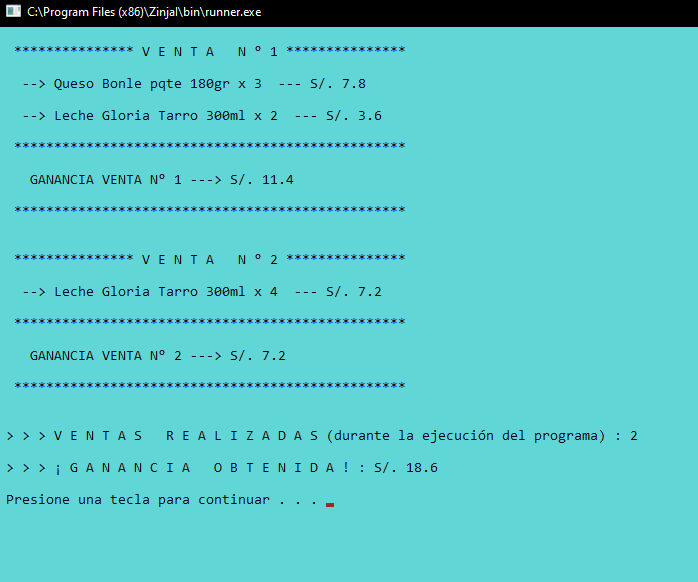 C:\Program Files (x86)\Zinjal\bin\runner.exe
*************** V E N T A   N º 1 ***************
--> Queso Bonle pqte 180gr x 3  --- S/. 7.8
--> Leche Gloria Tarro 300ml x 2  --- S/. 3.6
*************************************************
GANANCIA VENTA Nº 1 ---> S/. 11.4
*************************************************
*************** V E N T A   N º 2 ***************
--> Leche Gloria Tarro 300ml x 4  --- S/. 7.2
*************************************************
GANANCIA VENTA Nº 2 ---> S/. 7.2
*************************************************
> > > V E N T A S   R E A L I Z A D A S (durante la ejecución del programa) : 2
> > > ¡ G A N A N C I A   O B T E N I D A ! : S/. 18.6
Presione una tecla para continuar . . .